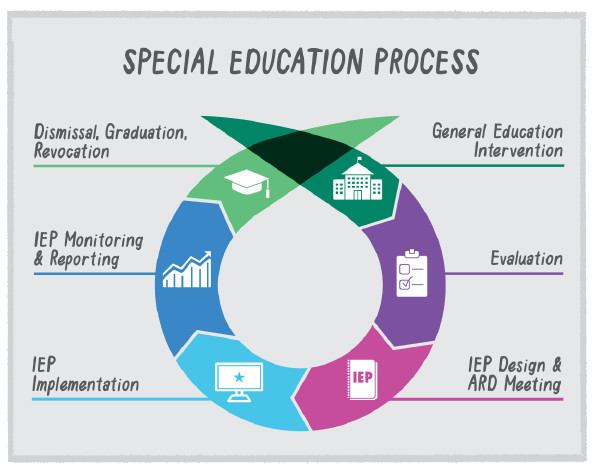 SPECIAL EDUCATION PROCESS
Dismissal, Graduation,
Revocation
General Education
Intervention
IEP Monitoring
& Reporting
Evaluation
IEP
Implementation
IEP
IEP Design &
ARD Meeting